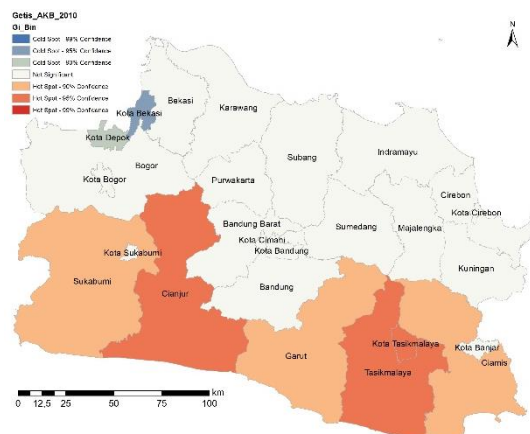 Getis_AKB_2010
Gi_Bin
Cold Spot - 99% Confidence
Cold Spot - 95% Confidence
Cold Spot - 90% Confidence
Not Significant
Hot Spot - 90% Confidence
Hot Spot - 95% Confidence
Hot Spot - 99% Confidence
N
Bekasi
Kota Bekasi
Karawang
Kota Depok
Subang
Indramayu
Bogor
Kota Bogor
Purwakarta
Cirebon
Kota Cirebon
Bandung Barat
Sumedang
Majalengka
Kota Cimahi
Kota Bandung
Kota Sukabumi
Kuningan
Sukabumi
Cianjur
Bandung
Kota Tasikmalaya
Kota Banjar
Garut
Ciamis
Tasikmalaya
km
0 12,5 25 50 75 100